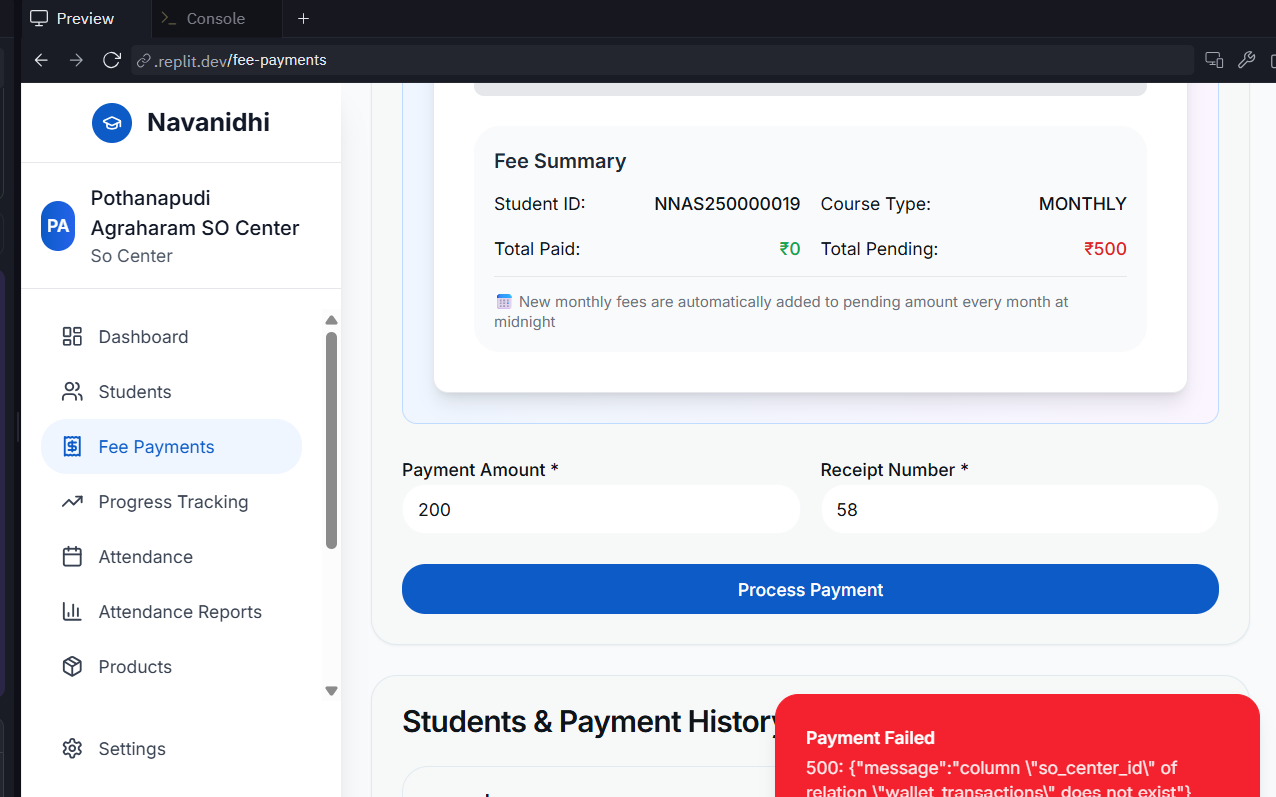 Preview
Console
.replit.dev/fee-payments
Navanidhi
PA
Pothanapudi
Agraharam SO Center
So Center
Dashboard
Students
Fee Payments
Progress Tracking
Attendance
Attendance Reports
Products
Settings
Fee Summary
Student ID: NNAS250000019 Course Type: MONTHLY
Total Paid: ₹0 Total Pending: ₹500
New monthly fees are automatically added to pending amount every month at
midnight
Payment Amount * Receipt Number *
200 58
Process Payment
Students & Payment History
Payment Failed
500: {"message":"column \"so_center_id\" of
relation \"wallet_transactions\" does not exist"}